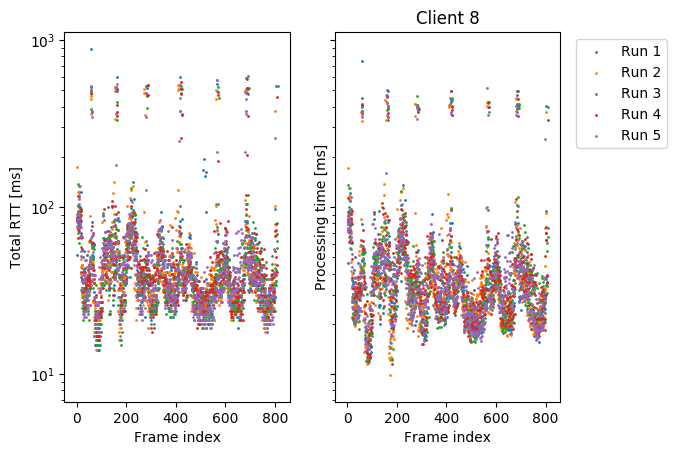 Client 8
Total RTT [ms]
10³
10²
10¹
0 200 400 600 800
Frame index
Processing time [ms]
0 200 400 600 800
Frame index
Run 1
Run 2
Run 3
Run 4
Run 5